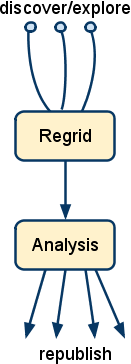 discover/explore
Regrid
Analysis
republish